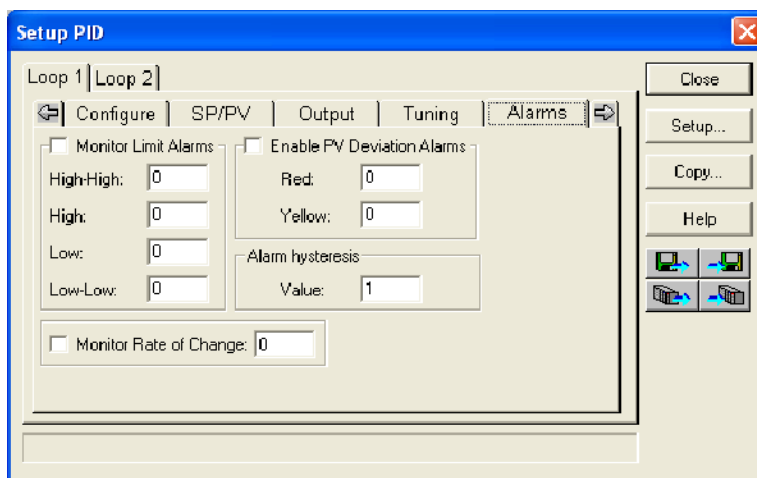 Setup PID
Loop 1 Loop 2
Configure SP/PV Output Tuning Alarms
Monitor Limit Alarms
High-High: 0
High: 0
Low: 0
Low-Low: 0
Enable PV Deviation Alarms
Red: 0
Yellow: 0
Alarm hysteresis
Value: 1
Monitor Rate of Change: 0
Close
Setup...
Copy...
Help